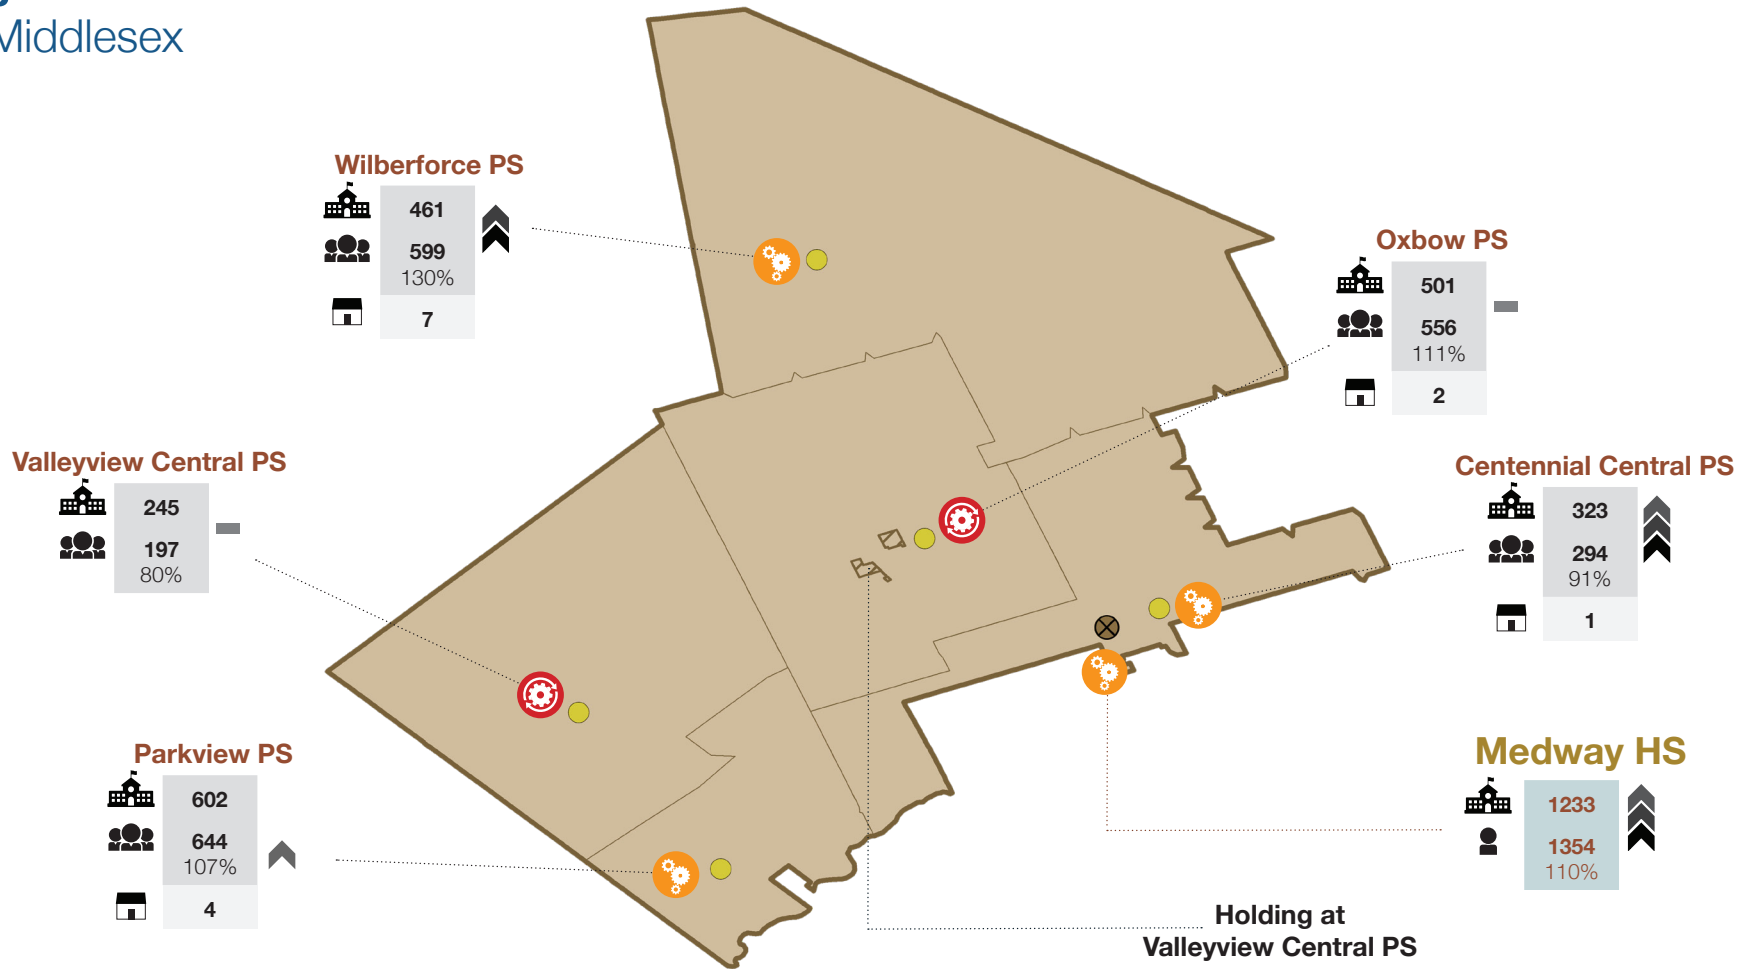 Middlesex
Wilberforce PS
461
599
130%
7
Oxbow PS
501
556
111%
2
Valleyview Central PS
245
197
80%
Centennial Central PS
323
294
91%
1
Parkview PS
602
644
107%
4
Medway HS
1233
1354
110%
Holding at
Valleyview Central PS